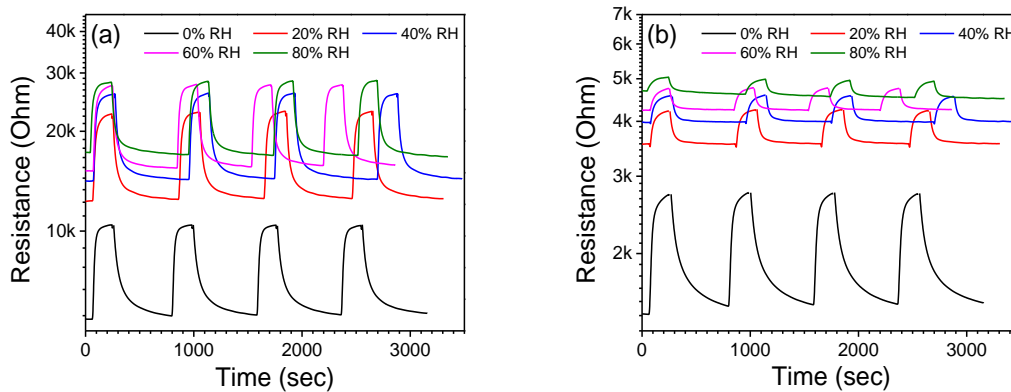 (a)
0% RH 20% RH 40% RH
60% RH 80% RH
40k
30k
20k
10k
Resistance (Ohm)
0 1000 2000 3000
Time (sec)
(b)
0% RH 20% RH 40% RH
60% RH 80% RH
7k
6k
5k
4k
3k
2k
Resistance (Ohm)
0 1000 2000 3000
Time (sec)